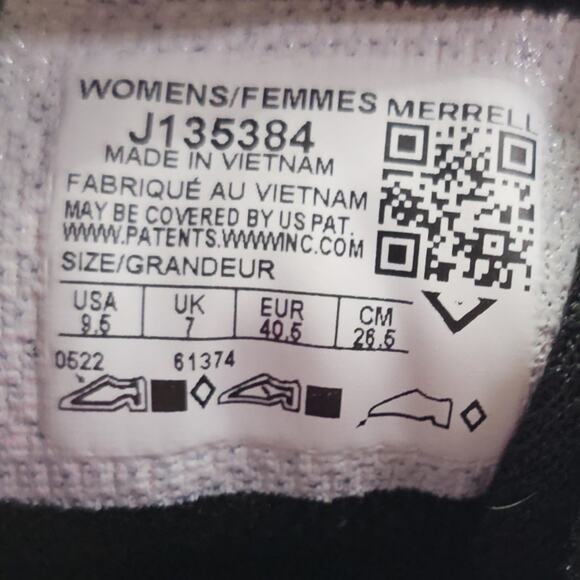 WOMENS/FEMMES MERRELL
J135384
MADE IN VIETNAM
FABRIQUÉ AU VIETNAM
MAY BE COVERED BY US PAT.
WWW.PATENTS.WWWINC.COM
SIZE/GRANDEUR
USA UK EUR CM
9.5 7 40.5 26.5
0522 61374